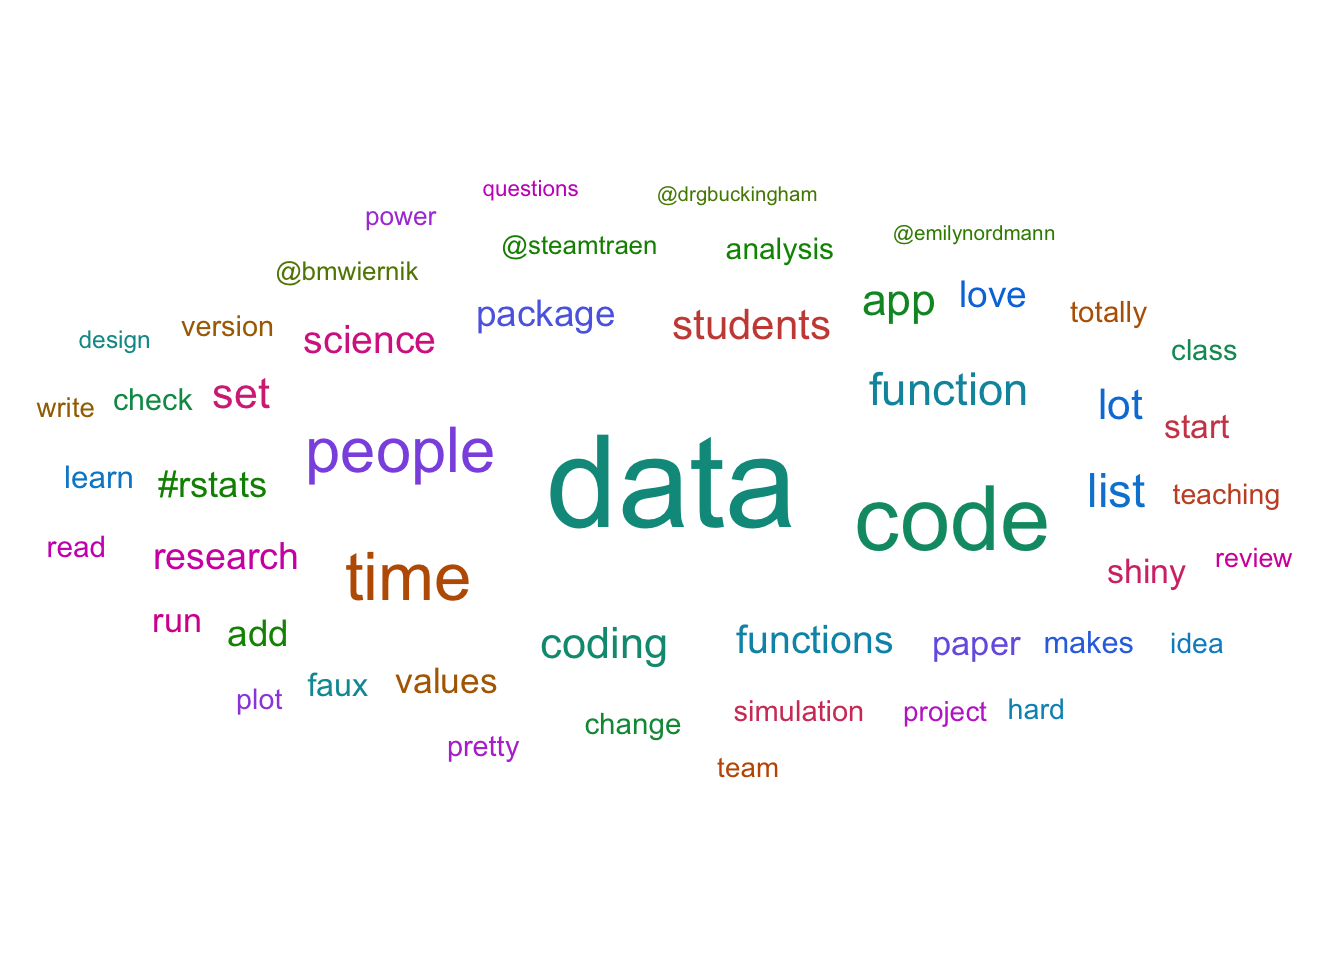 questions
@drgbuckingham
power
@emilynordmann
@steamtraen
analysis
@bmwiernik
app
love
package
totally
students
version
science
design
class
function
set
check
lot
write
start
people
learn
#rstats
data
list
teaching
code
read
research
review
time
shiny
run
add
coding
functions
paper
makes
idea
faux
values
plot
simulation
project
hard
change
pretty
team